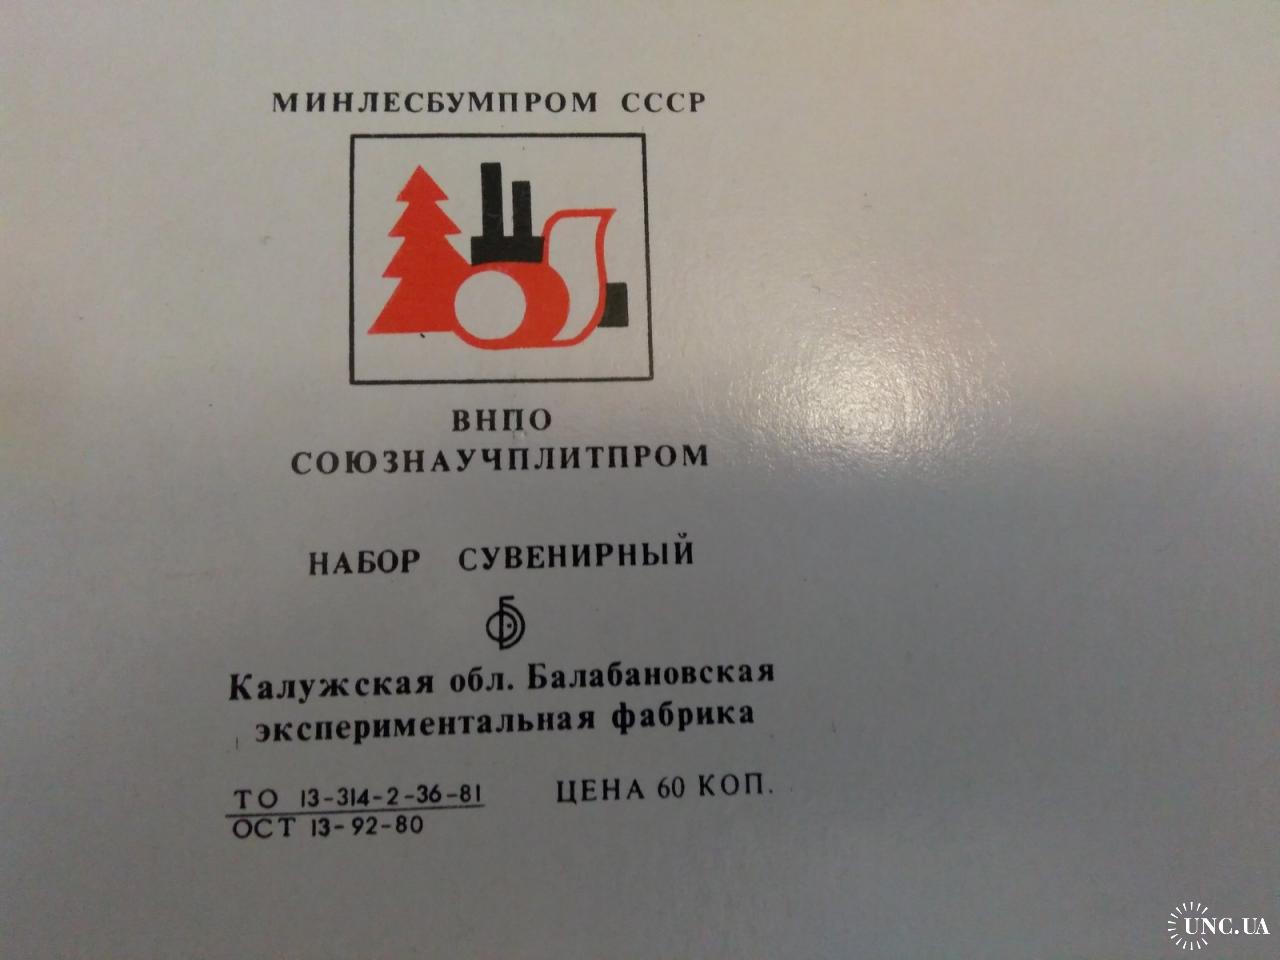 МИНЛЕСБУМПРОМ СССР
ВНПО
СОЮЗНАУЧПЛИТПРОМ
НАБОР СУВЕНИРНЫЙ
Калужская обл. Балабановская
экспериментальная фабрика
ТО 13-314-2-36-81 ЦЕНА 60 КОП.
ОСТ 13-92-80
UNC.UA